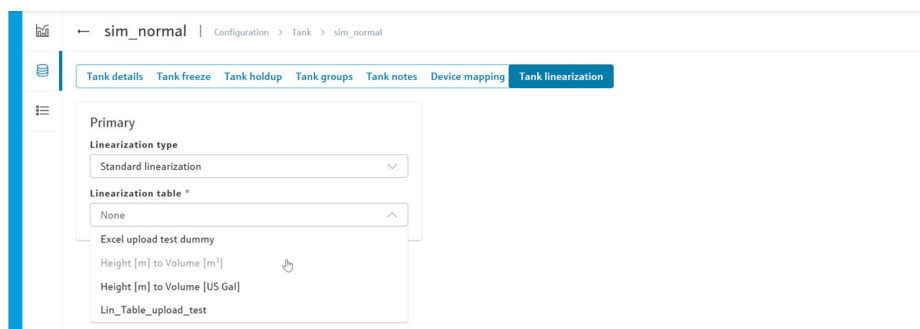 ← sim_normal | Configuration > Tank > sim_normal
Tank details Tank freeze Tank holdup Tank groups Tank notes Device mapping Tank linearization
Primary
Linearization type
Standard linearization
Linearization table *
None
Excel upload test dummy
Height [m] to Volume [m³]
Height [m] to Volume [US Gal]
Lin_Table_upload_test